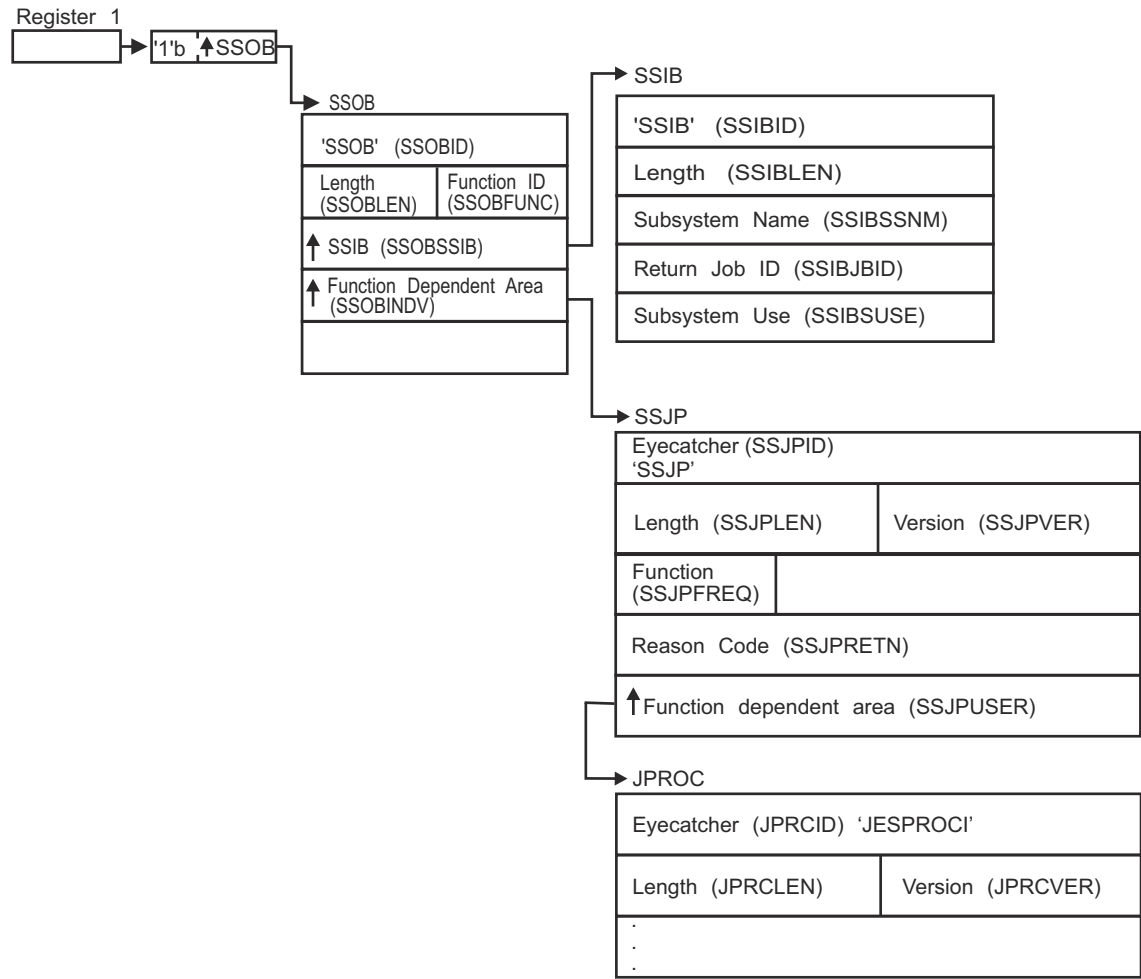 Register 1
'1'b ↑SSOB
SSOB
'SSOB' (SSOBID)
Length
(SSOBLEN)
Function ID
(SSOBFUNC)
↑ SSIB (SSOBSSIB)
↑ Function Dependent Area
(SSOBINDV)
SSIB
'SSIB' (SSIBID)
Length (SSIBLEN)
Subsystem Name (SSIBSSNM)
Return Job ID (SSIBJBID)
Subsystem Use (SSIBSUSE)
SSJP
Eyecatcher (SSJPID)
‘SSJP’
Length (SSJPLEN)
Version (SSJPVER)
Function
(SSJPFREQ)
Reason Code (SSJPRETN)
↑Function dependent area (SSJPUSER)
JPROC
Eyecatcher (JPRCID) ‘JESPROCI’
Length (JPRCLEN)
Version (JPRCVER)
.
.
.